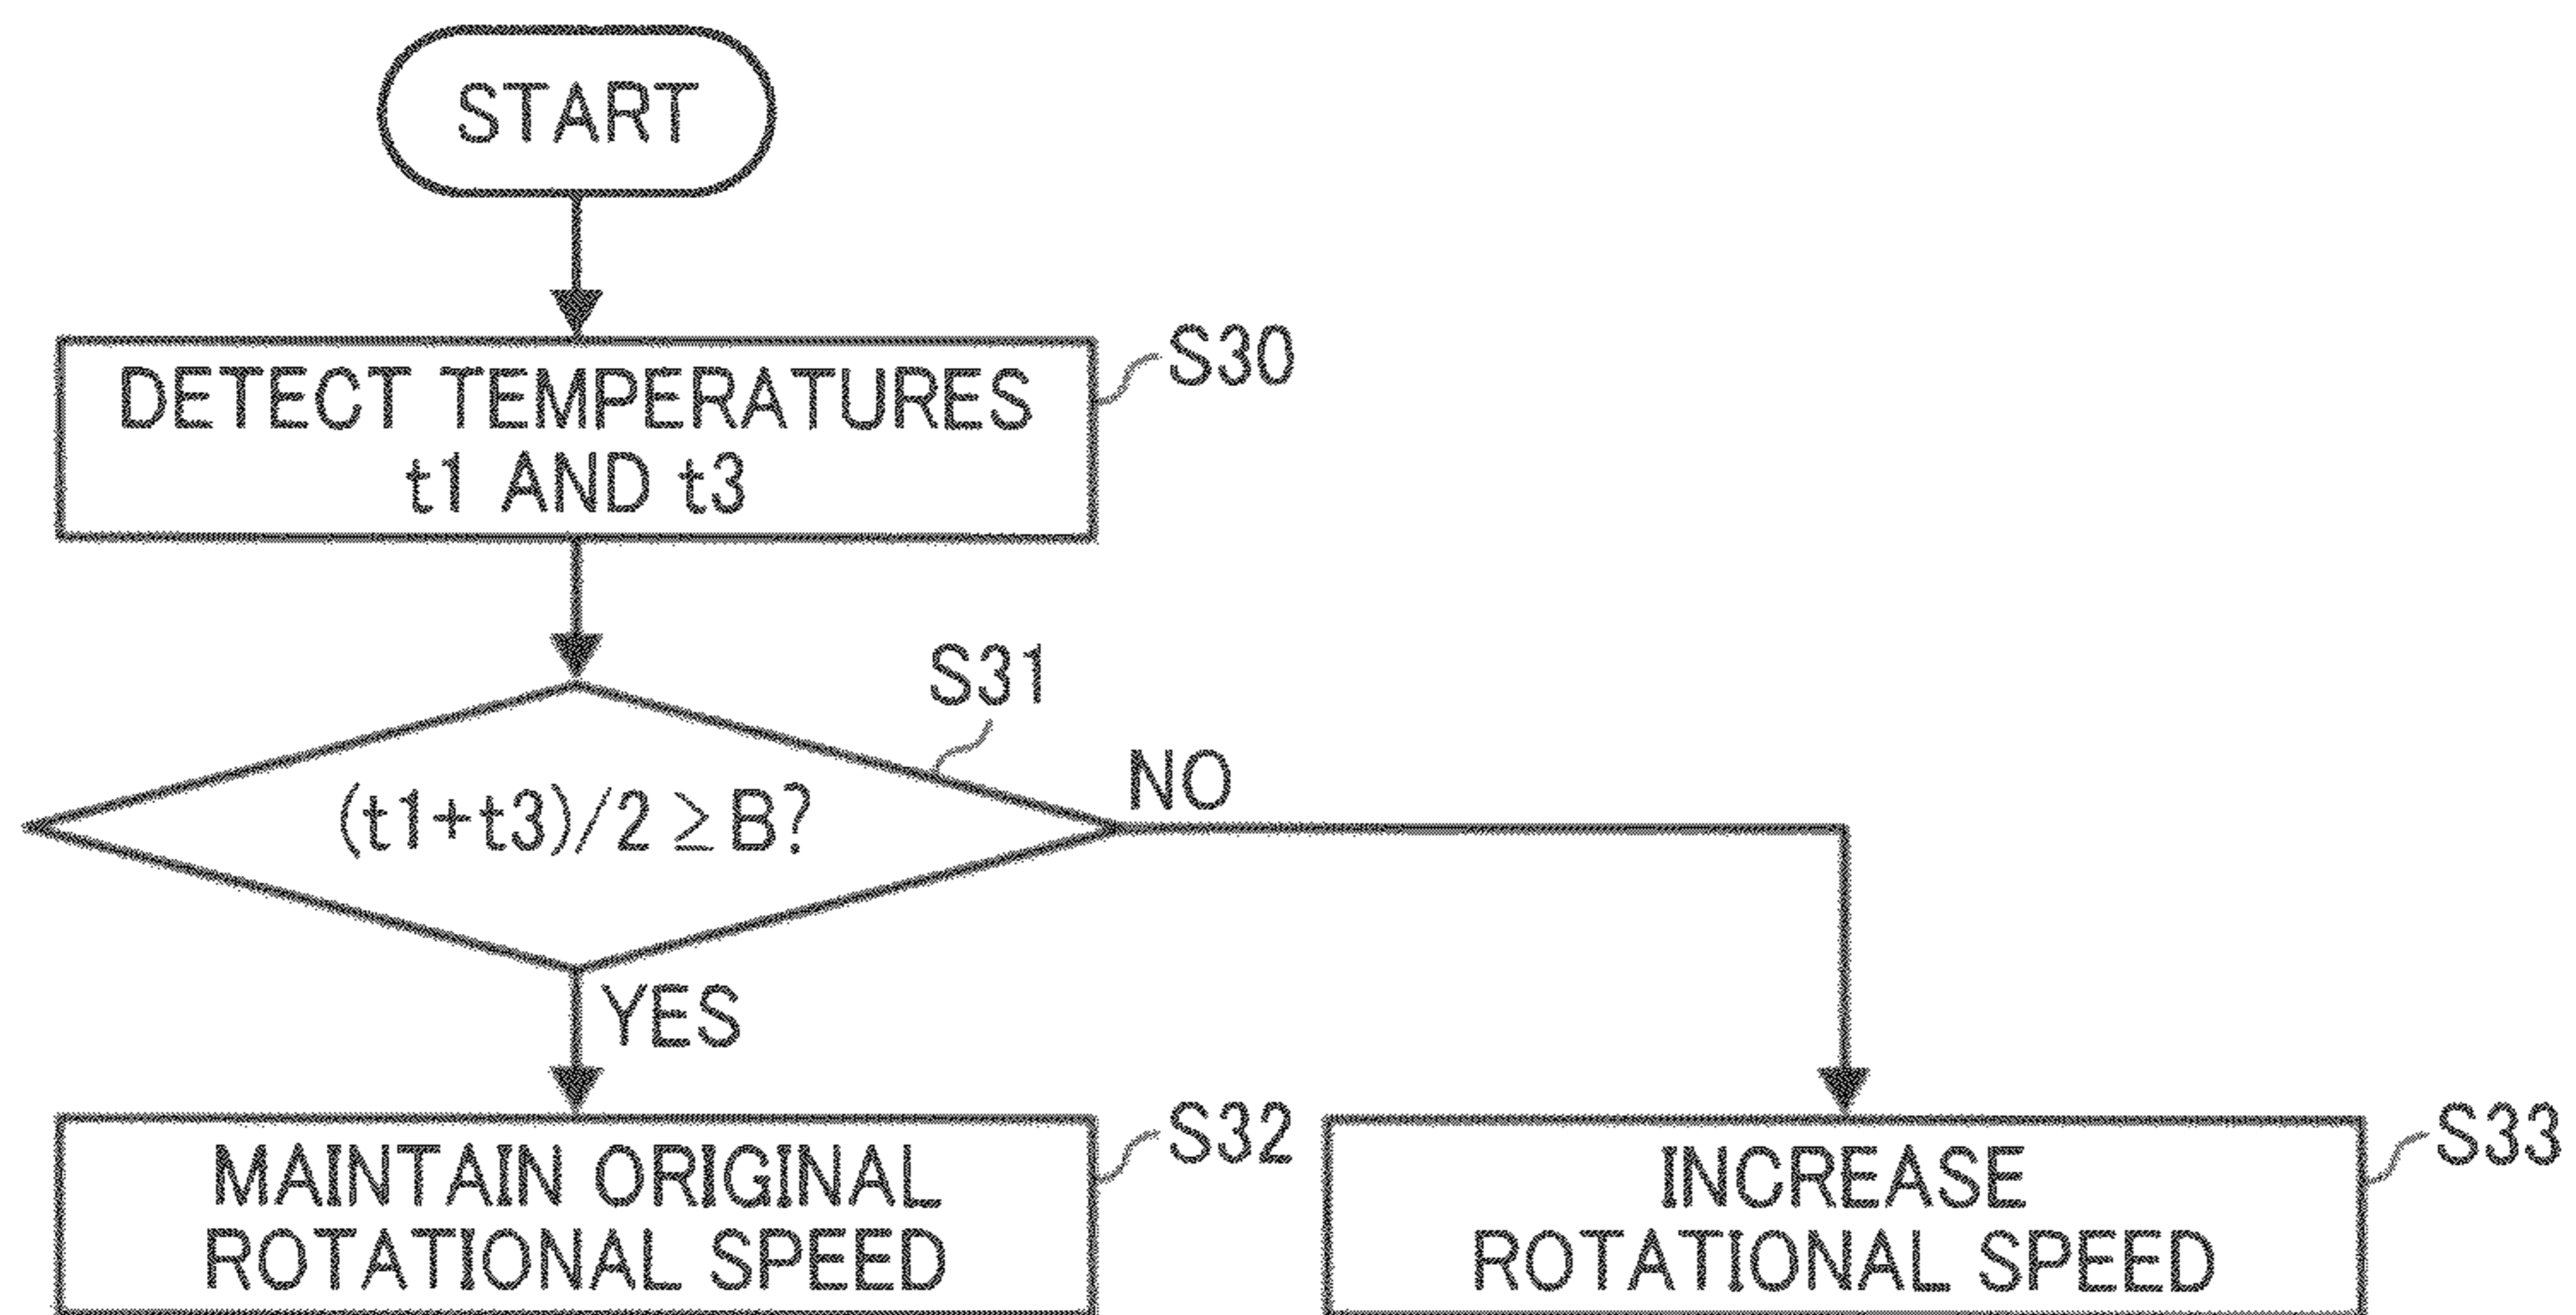 START
DETECT TEMPERATURES
t1 AND t3
S30
S31
(t1+t3)/2 ≥ B?
NO
YES
MAINTAIN ORIGINAL
ROTATIONAL SPEED
S32
INCREASE
ROTATIONAL SPEED
S33